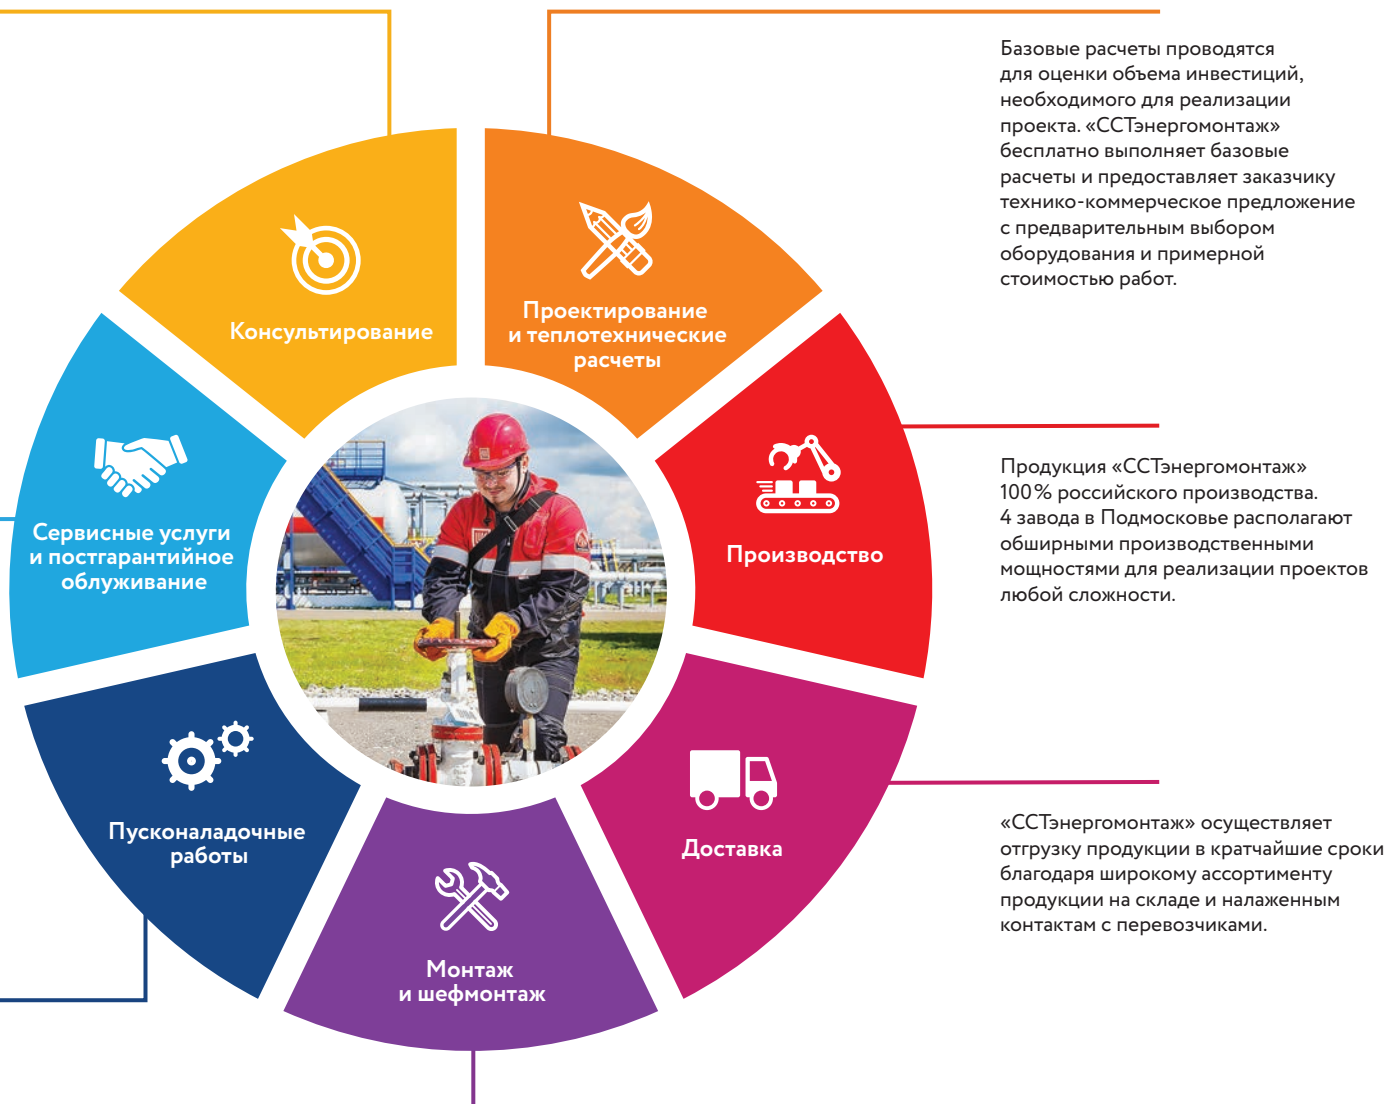 Базовые расчеты проводятся
для оценки объема инвестиций,
необходимого для реализации
проекта. «ССТэнергомонтаж»
бесплатно выполняет базовые
расчеты и предоставляет заказчику
технико-коммерческое предложение
с предварительным выбором
оборудования и примерной
стоимостью работ.
Консультирование
Проектирование
и теплотехнические
расчеты
Производство
Продукция «ССТэнергомонтаж»
100% российского производства.
4 завода в Подмосковье располагают
обширными производственными
мощностями для реализации проектов
любой сложности.
Сервисные услуги
и постгарантийное
облуживание
Пусконаладочные
работы
Доставка
«ССТэнергомонтаж» осуществляет
отгрузку продукции в кратчайшие сроки
благодаря широкому ассортименту
продукции на складе и налаженным
контактам с перевозчиками.
Монтаж
и шефмонтаж